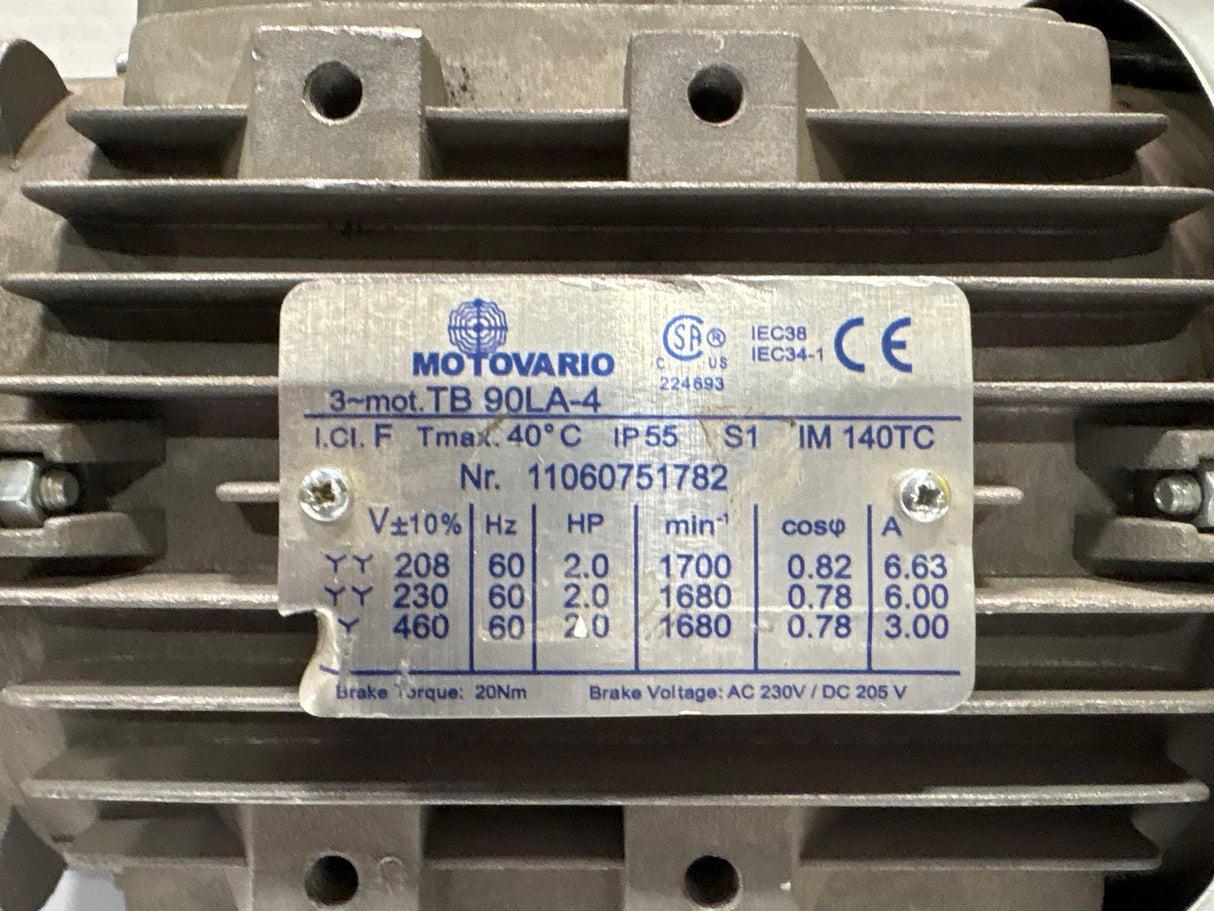 MOTOVARIO
3~mot. TB 90LA-4
SA®
C US
224693
IEC38
IEC34-1
CE
I.Cl. F Tmax. 40°C IP55 S1 IM 140TC
Nr. 11060751782
V±10% Hz HP min⁻¹ cosφ A
YY 208 60 2.0 1700 0.82 6.63
YY 230 60 2.0 1680 0.78 6.00
Y 460 60 2.0 1680 0.78 3.00
Brake Torque: 20Nm Brake Voltage: AC 230V / DC 205 V